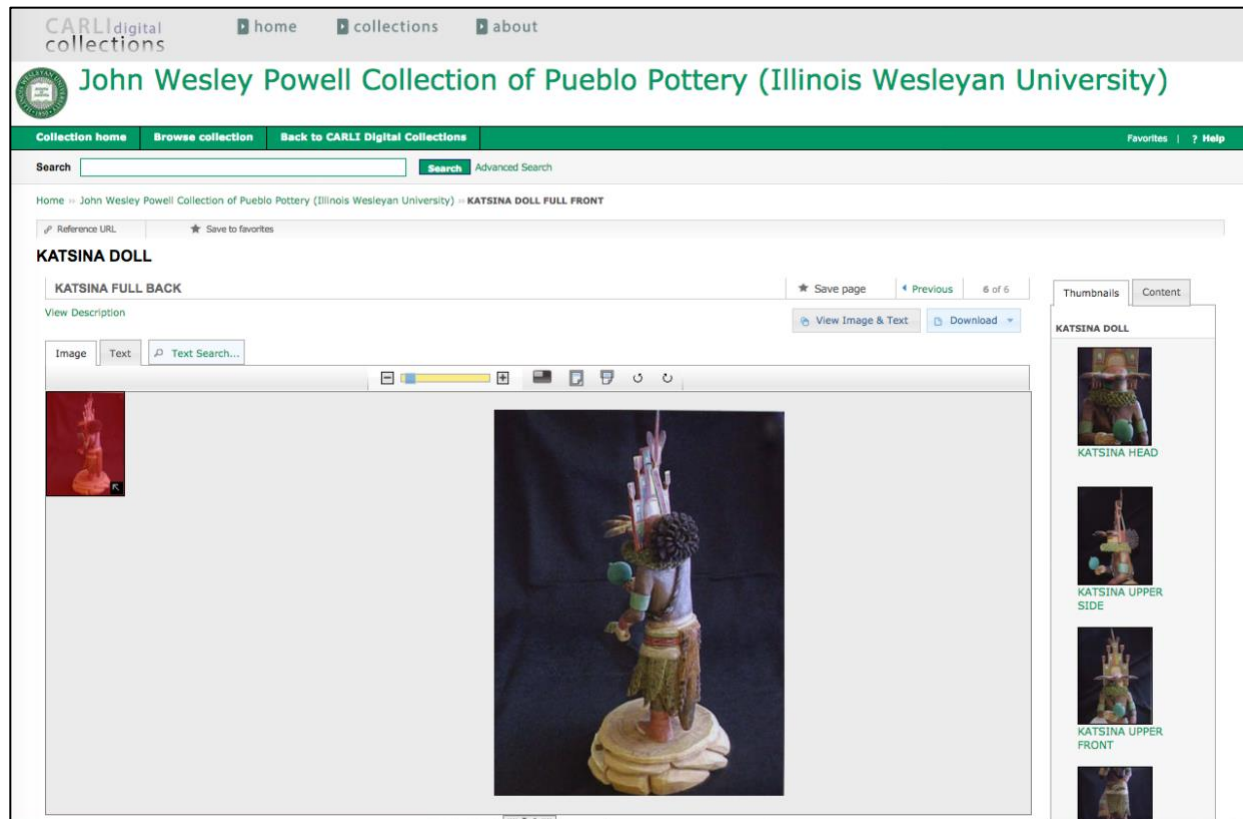 CARLI digital
collections
home
collections
about
John Wesley Powell Collection of Pueblo Pottery (Illinois Wesleyan University)
Collection home
Browse collection
Back to CARLI Digital Collections
Favorites | ? Help
Search
Search
Advanced Search
Home » John Wesley Powell Collection of Pueblo Pottery (Illinois Wesleyan University) » KATSINA DOLL FULL FRONT
Reference URL
Save to favorites
KATSINA DOLL
KATSINA FULL BACK
Save page
Previous
6 of 6
View Description
View Image & Text
Download
Image
Text
Text Search...
Thumbnails
Content
KATSINA DOLL
KATSINA HEAD
KATSINA UPPER
SIDE
KATSINA UPPER
FRONT